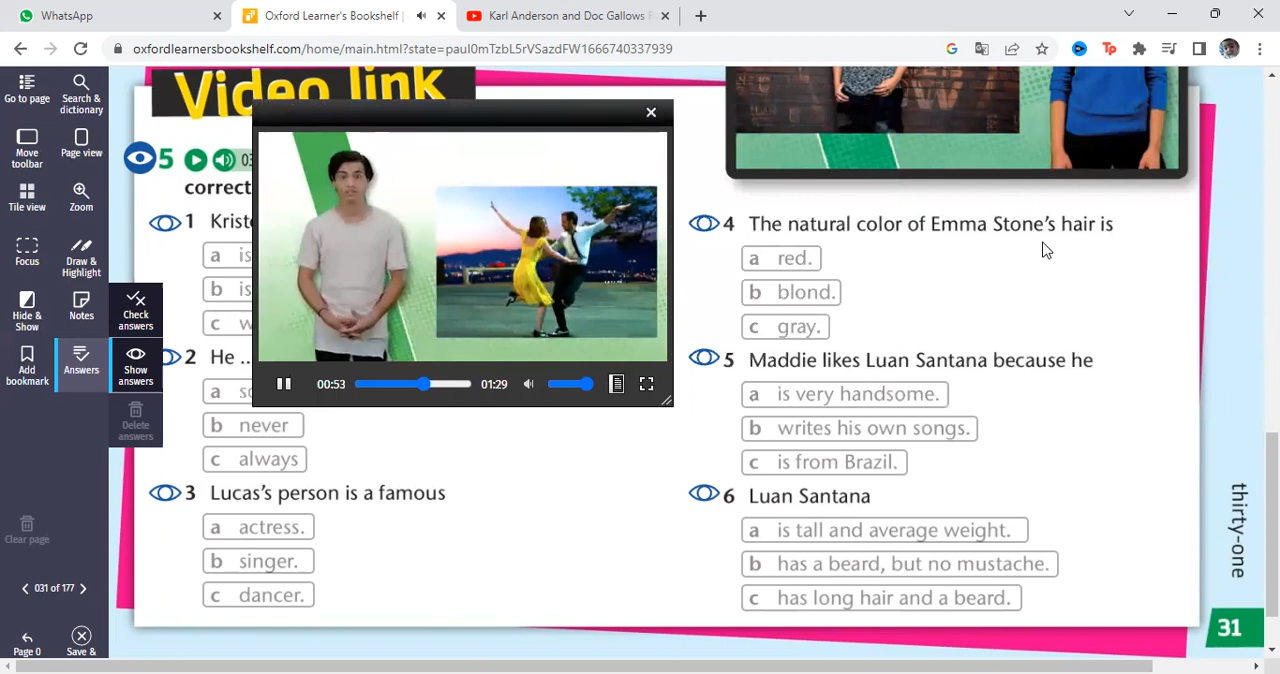 WhatsApp
Oxford Learner's Bookshelf |
Karl Anderson and Doc Gallows
oxfordlearnersbookshelf.com/home/main.html?state=paul0mTzbL5rVSazdFW1666740337939
Go to page
Search & dictionary
Move toolbar
Page view
Tile view
Zoom
Focus
Draw & Highlight
Hide & Show
Notes
Check answers
Add bookmark
Answers
Show answers
Delete answers
Clear page
031 of 177
Page 0
Save &
Video link
5
correct
1 Kriste
a is
b is
c w
2 He ..
a so
b never
c always
3 Lucas's person is a famous
a actress.
b singer.
c dancer.
00:53
01:29
4 The natural color of Emma Stone's hair is
a red.
b blond.
c gray.
5 Maddie likes Luan Santana because he
a is very handsome.
b writes his own songs.
c is from Brazil.
6 Luan Santana
a is tall and average weight.
b has a beard, but no mustache.
c has long hair and a beard.
thirty-one
31